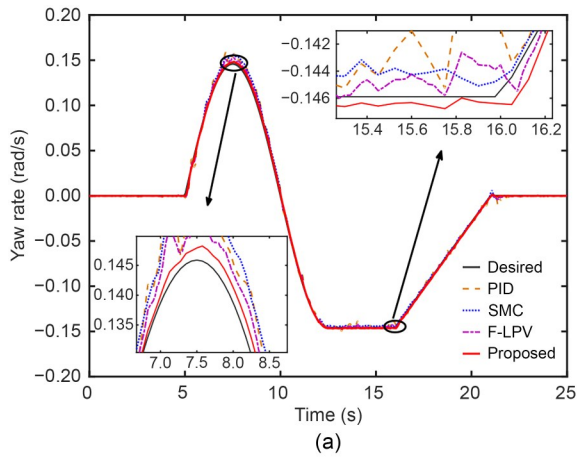 0.20
0.15
0.10
0.05
0.00
−0.05
−0.10
−0.15
−0.20
Yaw rate (rad/s)
−0.142
−0.144
−0.146
15.4 15.6 15.8 16.0 16.2
0.145
0.140
0.135
7.0 7.5 8.0 8.5
Desired
PID
SMC
F-LPV
Proposed
0 5 10 15 20 25
Time (s)
(a)